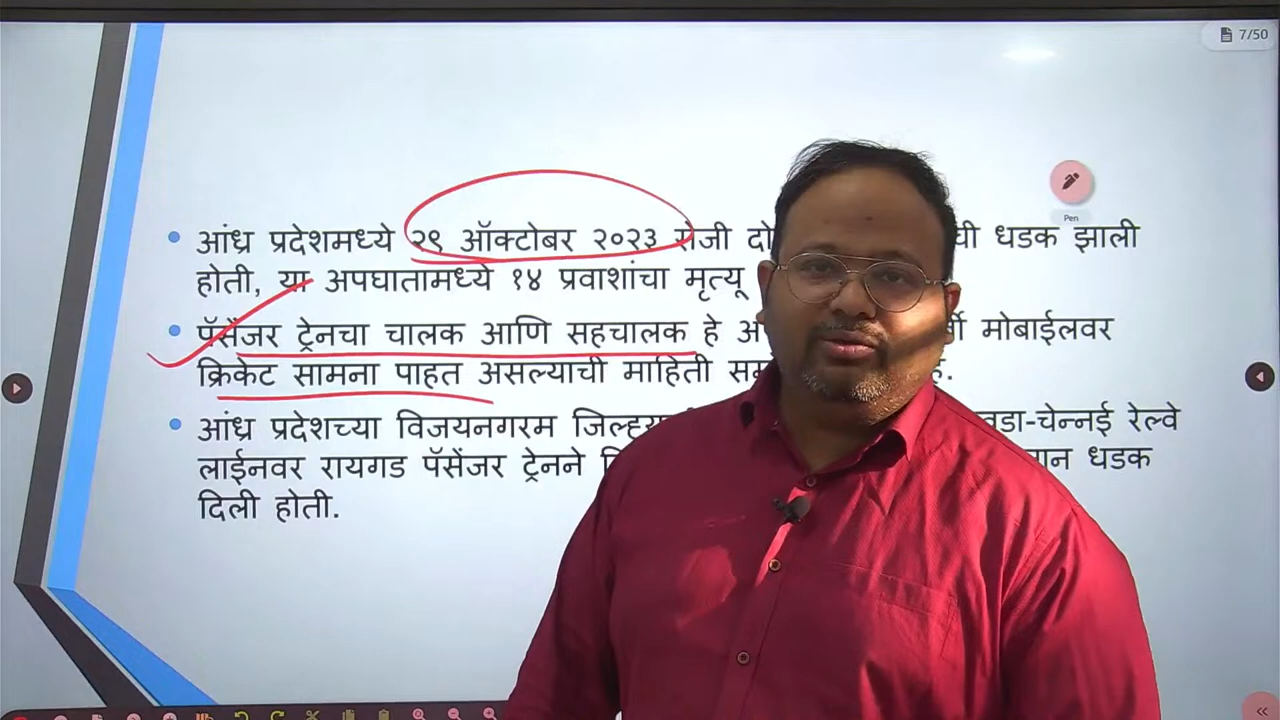 7/50
Pen
आंध्र प्रदेशमध्ये २९ ऑक्टोबर २०२३ रोजी धडक झाली
होती, या अपघातामध्ये १४ प्रवाशांचा मृत्यू
पॅसेंजर ट्रेनचा चालक आणि सहचालक हे मोबाईलवर
क्रिकेट सामना पाहत असल्याची माहिती
आंध्र प्रदेशच्या विजयनगरम चेन्नई रेल्वे
लाईनवर रायगड पॅसेंजर ट्रेनने धडक
दिली होती.